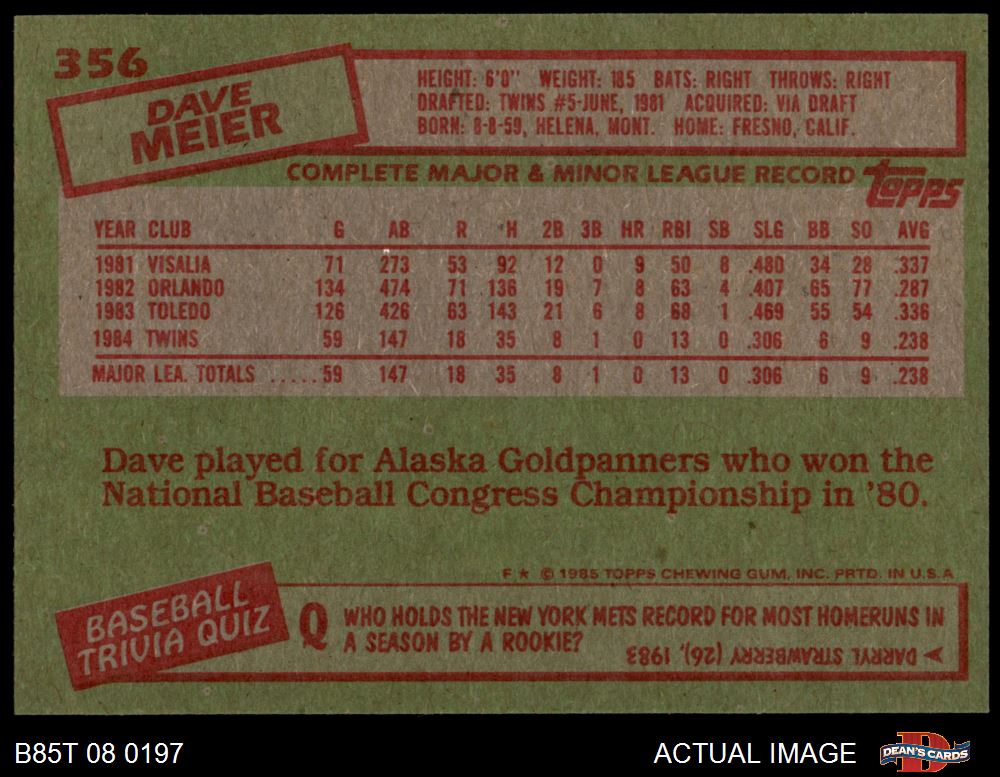 356
DAVE
MEIER
HEIGHT: 6'0" WEIGHT: 185 BATS: RIGHT THROWS: RIGHT
DRAFTED: TWINS #5-JUNE, 1981 ACQUIRED: VIA DRAFT
BORN: 8-8-59, HELENA, MONT. HOME: FRESNO, CALIF.
COMPLETE MAJOR & MINOR LEAGUE RECORD topps
YEAR CLUB G AB R H 2B 3B HR RBI SB SLG BB SO AVG
1981 VISALIA 71 273 53 92 12 0 9 50 8 .480 34 28 .337
1982 ORLANDO 134 474 71 136 19 7 8 63 4 .407 65 77 .287
1983 TOLEDO 126 426 63 143 21 6 8 68 1 .469 55 54 .336
1984 TWINS 59 147 18 35 8 1 0 13 0 .306 6 9 .238
MAJOR LEA. TOTALS .....59 147 18 35 8 1 0 13 0 .306 6 9 .238
Dave played for Alaska Goldpanners who won the
National Baseball Congress Championship in '80.
F ★ © 1985 TOPPS CHEWING GUM, INC. PRTD. IN U.S.A
BASEBALL
TRIVIA QUIZ
Q WHO HOLDS THE NEW YORK METS RECORD FOR MOST HOMERUNS IN
A SEASON BY A ROOKIE?
➤ DARRYL STRAWBERRY (26), 1983
B85T 08 0197 ACTUAL IMAGE DEAN'S CARDS